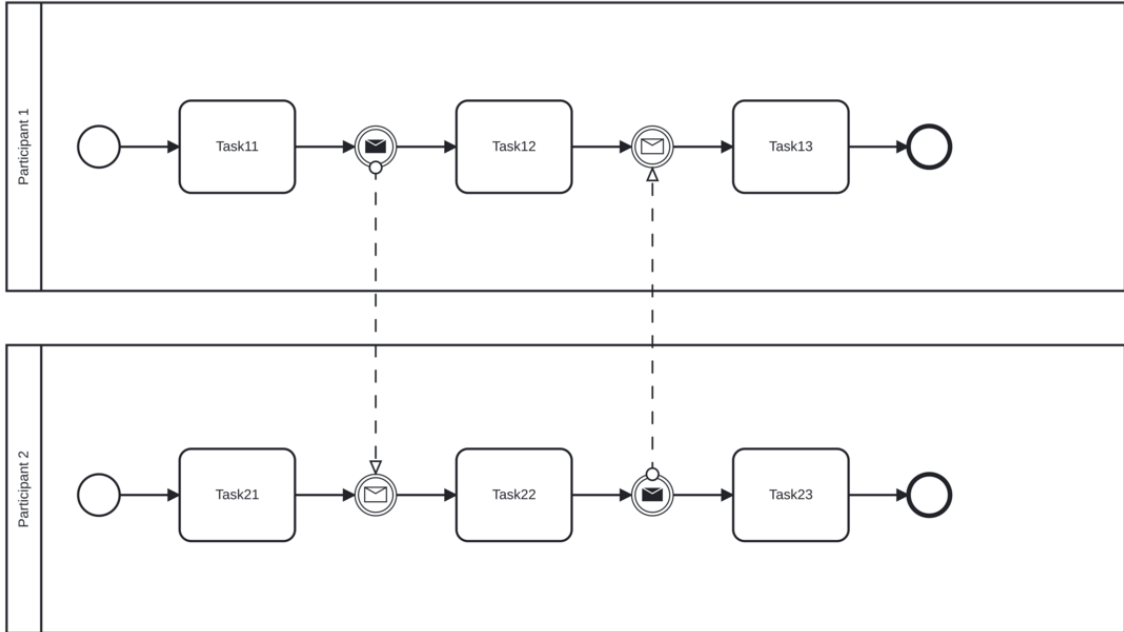 Participant 1
Task11
Task12
Task13
Participant 2
Task21
Task22
Task23